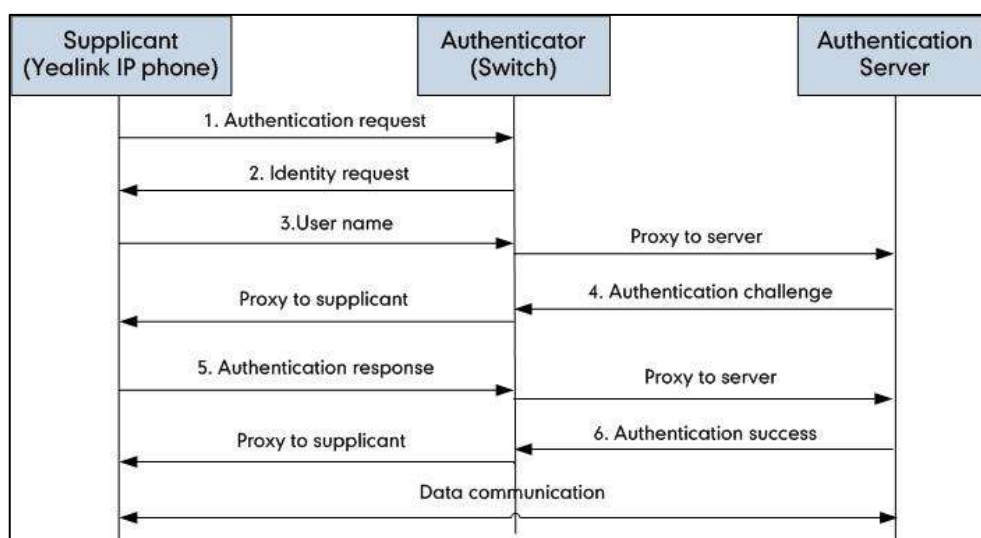 Supplicant
(Yealink IP phone)
Authenticator
(Switch)
Authentication
Server
1. Authentication request
2. Identity request
3.User name
Proxy to server
4. Authentication challenge
Proxy to supplicant
5. Authentication response
Proxy to server
6. Authentication success
Proxy to supplicant
Data communication